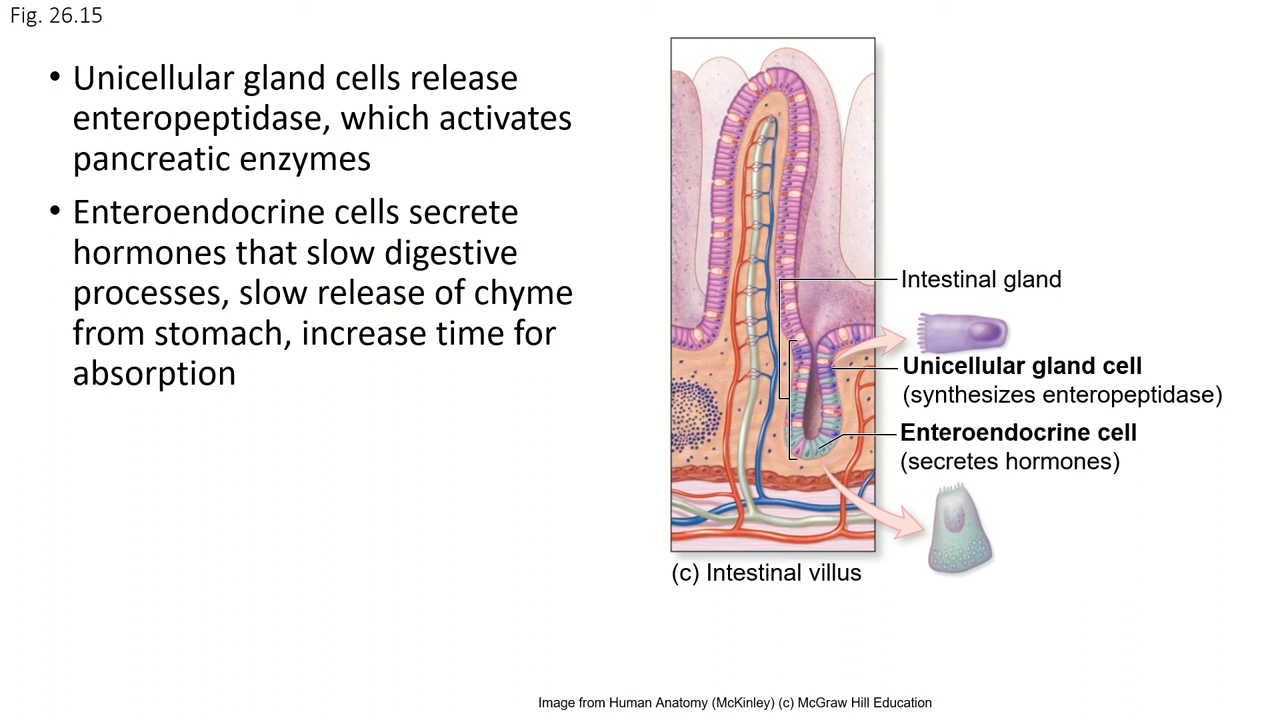 Fig. 26.15
• Unicellular gland cells release
enteropeptidase, which activates
pancreatic enzymes
• Enteroendocrine cells secrete
hormones that slow digestive
processes, slow release of chyme
from stomach, increase time for
absorption
Intestinal gland
Unicellular gland cell
(synthesizes enteropeptidase)
Enteroendocrine cell
(secretes hormones)
(c) Intestinal villus
Image from Human Anatomy (McKinley) (c) McGraw Hill Education